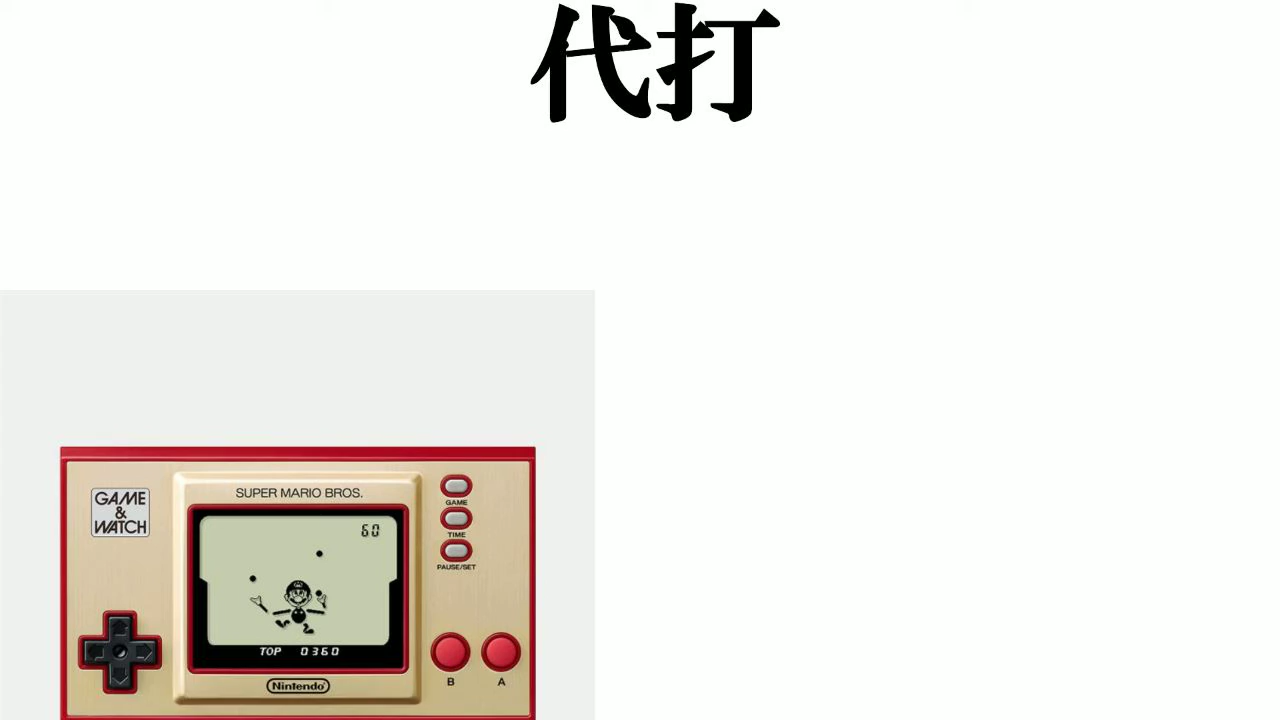 代打
SUPER MARIO BROS.
GAME
&
WATCH
60
GAME
TIME
PAUSE/SET
TOP 0360
Nintendo
B A